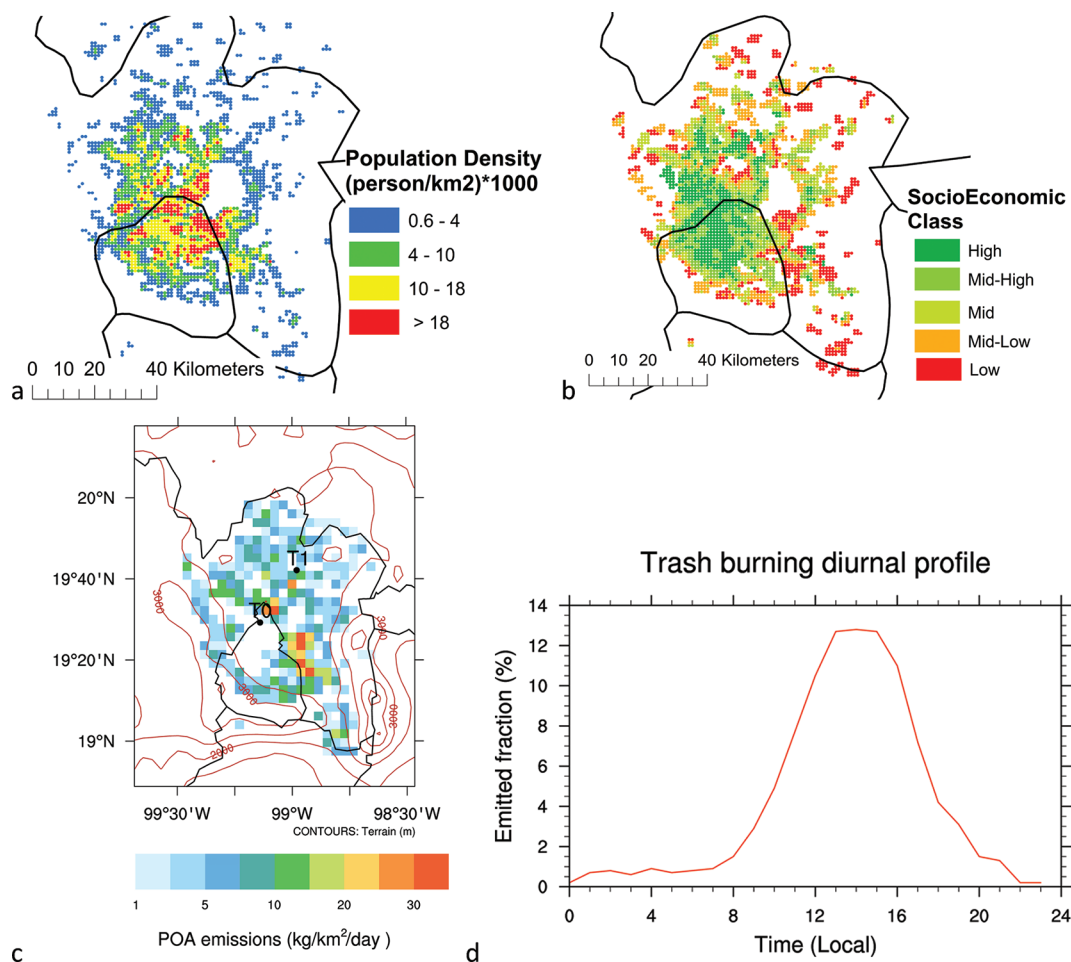 Population Density
(person/km2)*1000
0.6 - 4
4 - 10
10 - 18
> 18
0 10 20 40 Kilometers
a
SocioEconomic
Class
High
Mid-High
Mid
Mid-Low
Low
0 10 20 40 Kilometers
b
20°N
19°40'N
19°20'N
19°N
T1
T0
3000
3000
3000
3000
2000
99°30'W 99°W 98°30'W
CONTOURS: Terrain (m)
1 5 10 20 30
POA emissions (kg/km²/day )
c
Trash burning diurnal profile
Emitted fraction (%)
14
12
10
8
6
4
2
0
0 4 8 12 16 20 24
Time (Local)
d